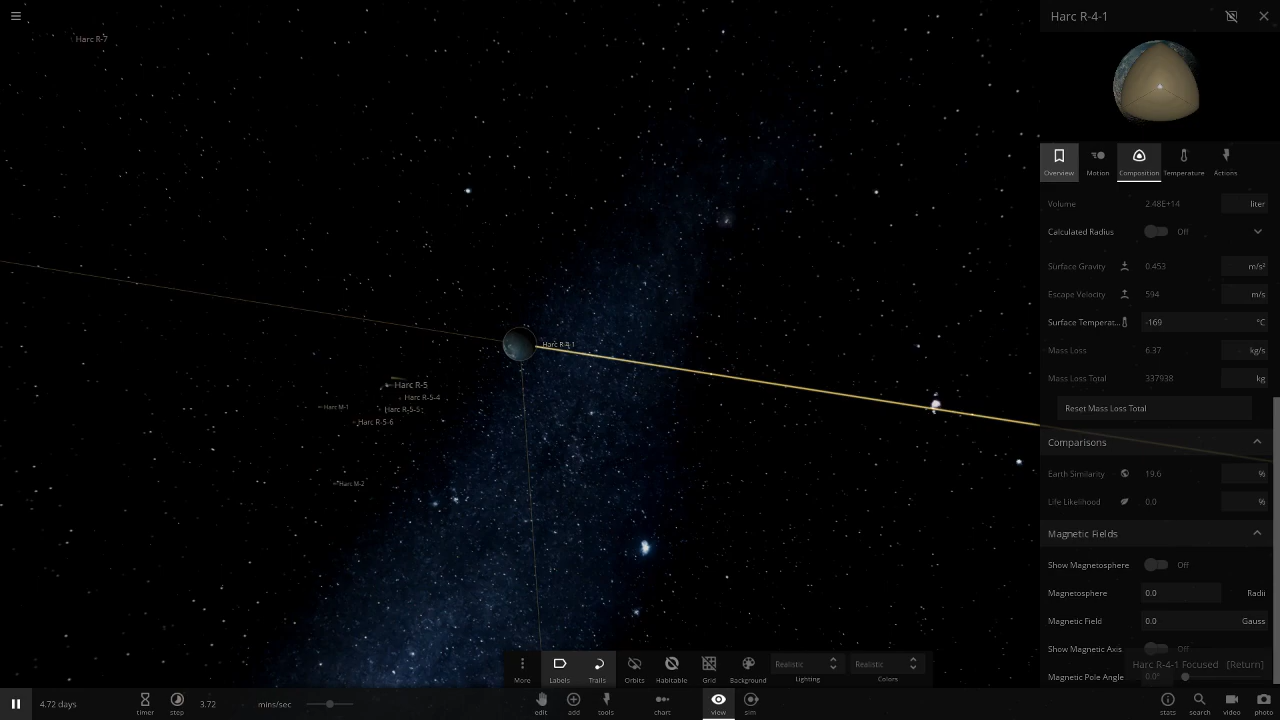 Harc R-4-1
Harc R-7
Overview Motion Composition Temperature Actions
Volume 2.48E+14 liter
Calculated Radius Off
Surface Gravity 0.453 m/s²
Escape Velocity 594 m/s
Surface Temperat... -169 °C
Mass Loss 6.37 kg/s
Mass Loss Total 337938 kg
Reset Mass Loss Total
Comparisons
Earth Similarity 19.6 %
Life Likelihood 0.0 %
Magnetic Fields
Show Magnetosphere Off
Magnetosphere 0.0 Radii
Magnetic Field 0.0 Gauss
Show Magnetic Axis Off
Magnetic Pole Angle 0.0°
Harc R-4-1 Focused [Return]
Harc R-4-1
Harc R-5
Harc R-5-4
Harc M-1
Harc R-5-5
Harc R-5-6
Harc M-2
More Labels Trails Orbits Habitable Grid Background
Realistic Lighting
Realistic Colors
4.72 days
timer step 3.72 mins/sec
edit add tools chart view sim
stats search video photo